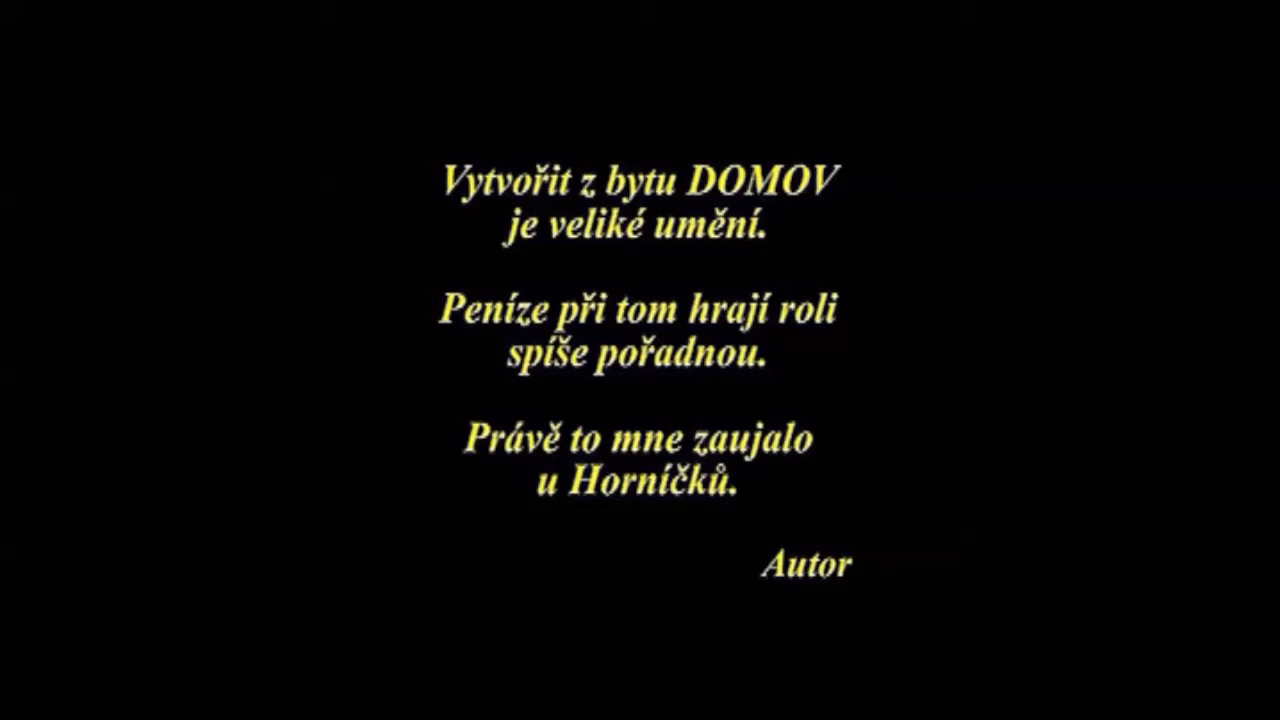 Vytvořit z bytu DOMOV
je veliké umění.
Peníze při tom hrají roli
spíše pořadnou.
Právě to mne zaujalo
u Horníčků.
Autor